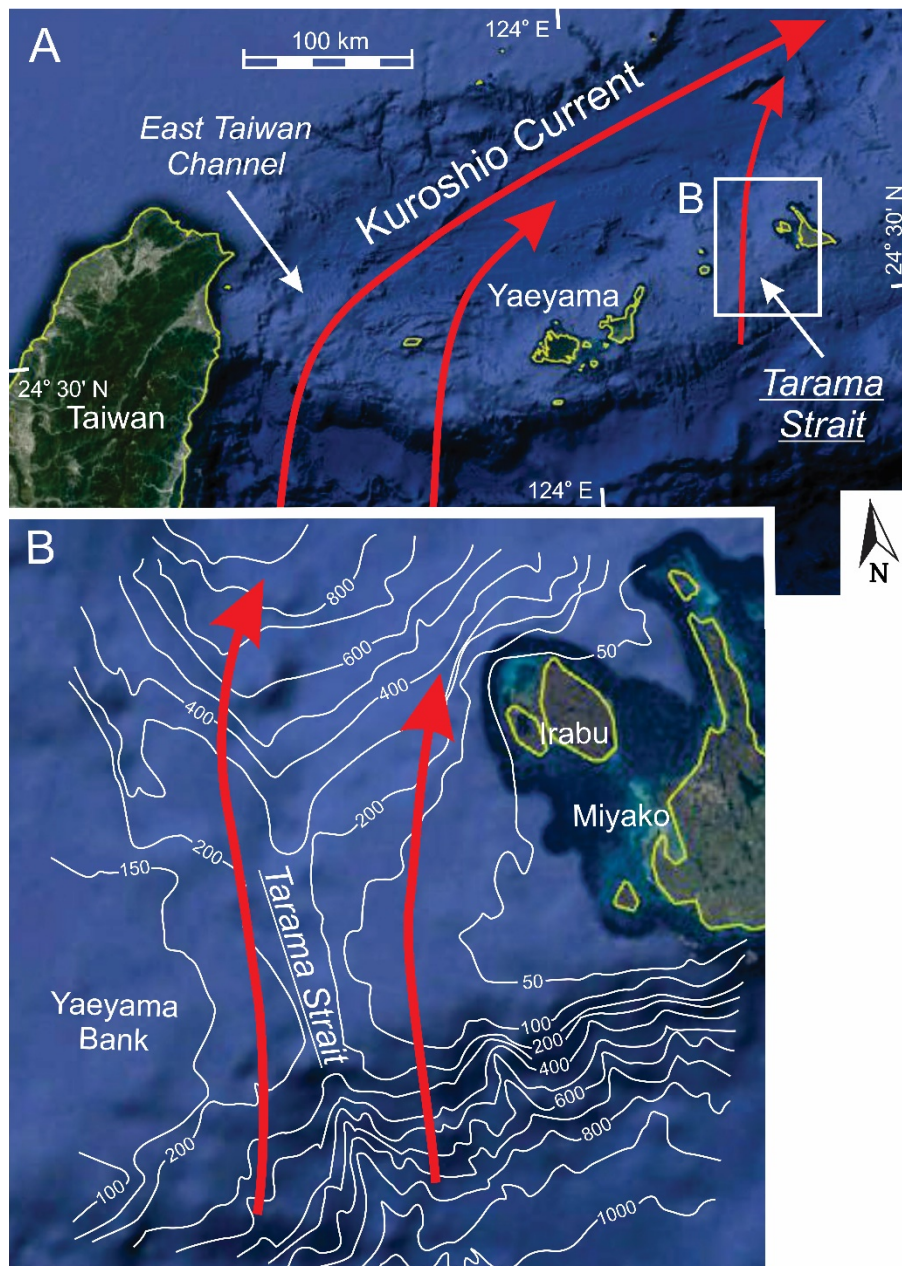 A
100 km
124° E
East Taiwan
Channel
Kuroshio Current
B
24° 30' N
Yaeyama
24° 30' N
Taiwan
Tarama
Strait
124° E
N
B
800
600
50
400
400
Irabu
200
Miyako
200
150
Tarama Strait
50
Yaeyama
Bank
100
200
400
600
200
800
100
1000